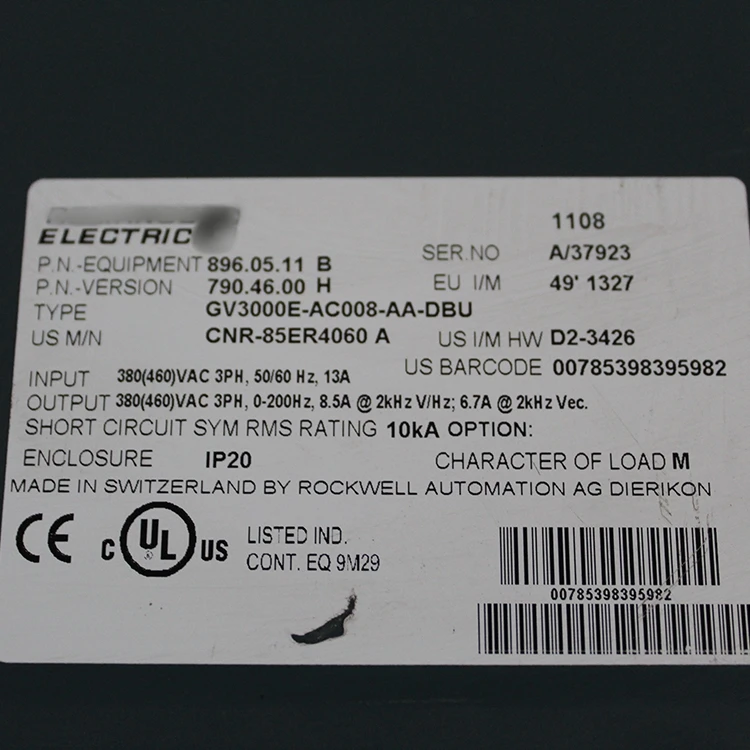 1108
ELECTRIC
SER.NO A/37923
P.N.-EQUIPMENT 896.05.11 B
P.N.-VERSION 790.46.00 H
EU I/M 49' 1327
TYPE GV3000E-AC008-AA-DBU
US M/N CNR-85ER4060 A
US I/M HW D2-3426
US BARCODE 00785398395982
INPUT 380(460)VAC 3PH, 50/60 Hz, 13A
OUTPUT 380(460)VAC 3PH, 0-200Hz, 8.5A @ 2kHz V/Hz; 6.7A @ 2kHz Vec.
SHORT CIRCUIT SYM RMS RATING 10kA OPTION:
ENCLOSURE IP20 CHARACTER OF LOAD M
MADE IN SWITZERLAND BY ROCKWELL AUTOMATION AG DIERIKON
CE C UL US LISTED IND.
CONT. EQ 9M29
00785398395982